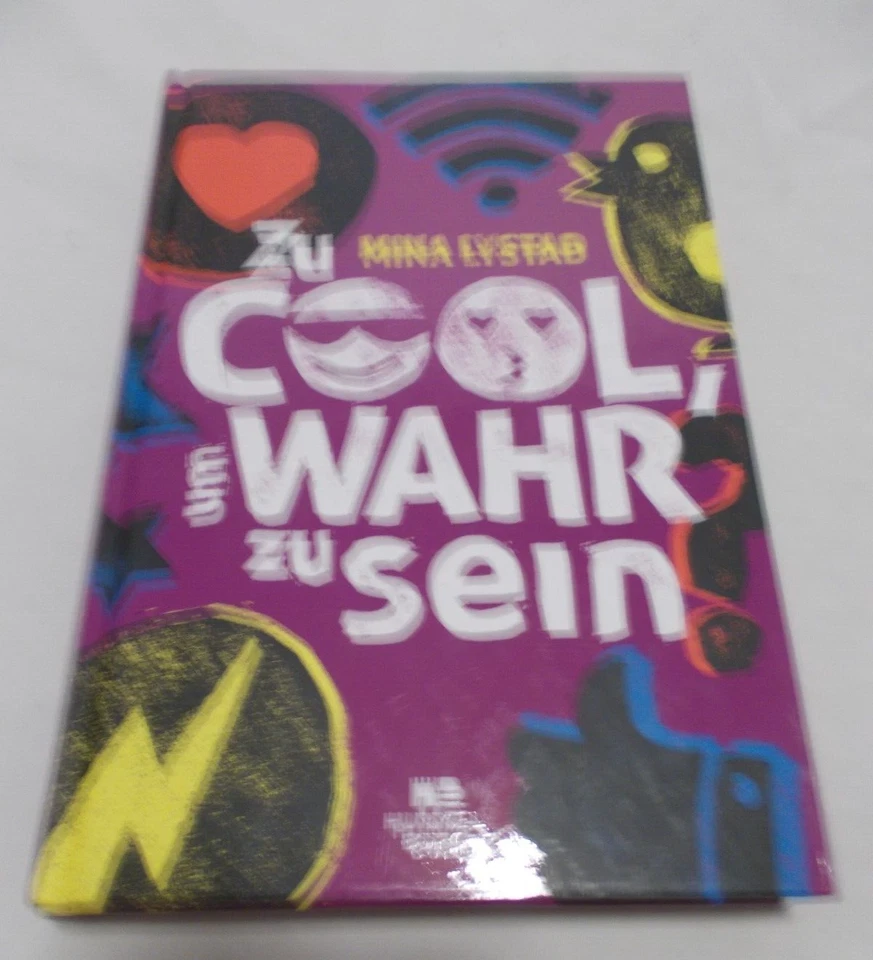 Zu MINA LYSTAD
COOL,
um WAHR
zu sein